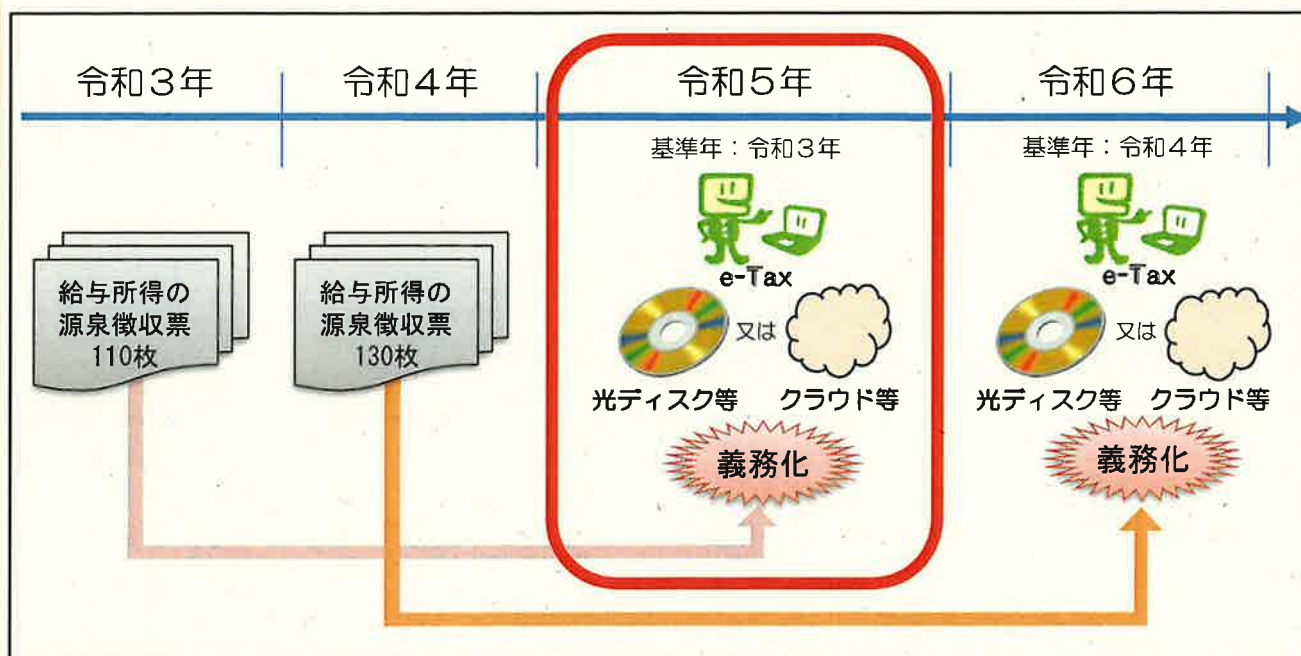 令和3年
令和4年
令和5年
令和6年
基準年：令和3年
基準年：令和4年
給与所得の
源泉徴収票
110枚
給与所得の
源泉徴収票
130枚
e-Tax
又は
光ディスク等
クラウド等
義務化
e-Tax
又は
光ディスク等
クラウド等
義務化